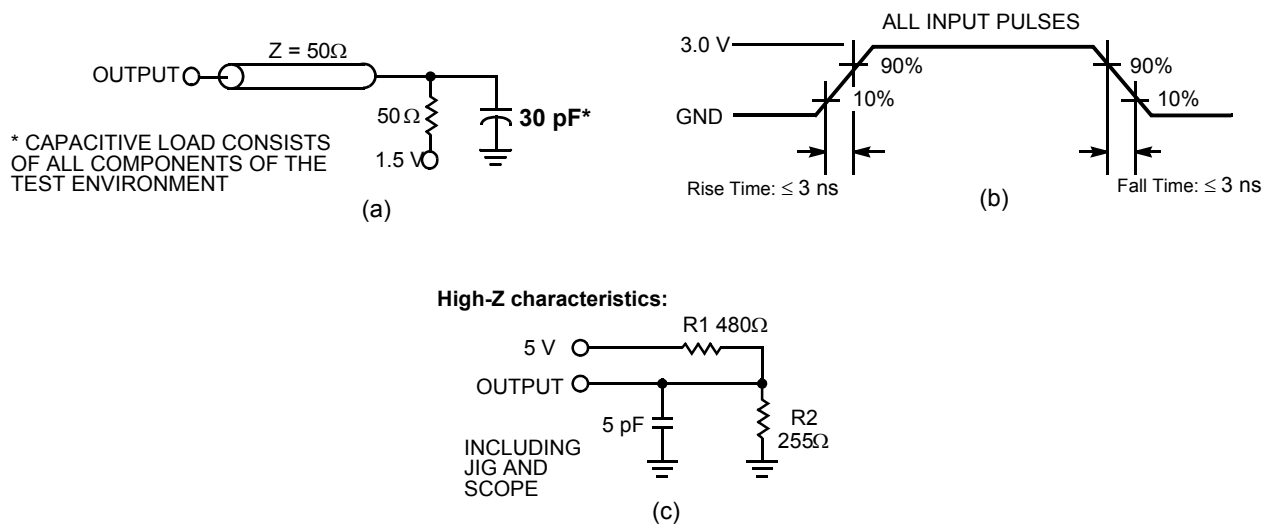 Z = 50Ω
OUTPUT
50Ω
30 pF*
1.5 V
* CAPACITIVE LOAD CONSISTS
OF ALL COMPONENTS OF THE
TEST ENVIRONMENT
(a)
ALL INPUT PULSES
3.0 V
90%
90%
10%
10%
GND
Rise Time: ≤ 3 ns
Fall Time: ≤ 3 ns
(b)
High-Z characteristics:
R1 480Ω
5 V
OUTPUT
5 pF
R2
255Ω
INCLUDING
JIG AND
SCOPE
(c)